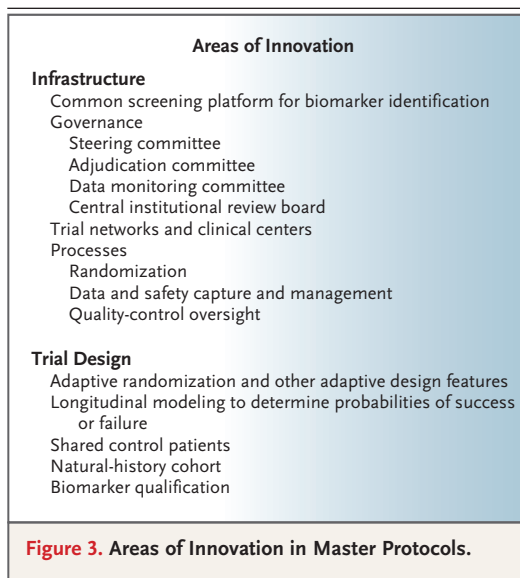 Areas of Innovation
Infrastructure
Common screening platform for biomarker identification
Governance
Steering committee
Adjudication committee
Data monitoring committee
Central institutional review board
Trial networks and clinical centers
Processes
Randomization
Data and safety capture and management
Quality-control oversight
Trial Design
Adaptive randomization and other adaptive design features
Longitudinal modeling to determine probabilities of success
or failure
Shared control patients
Natural-history cohort
Biomarker qualification
Figure 3. Areas of Innovation in Master Protocols.